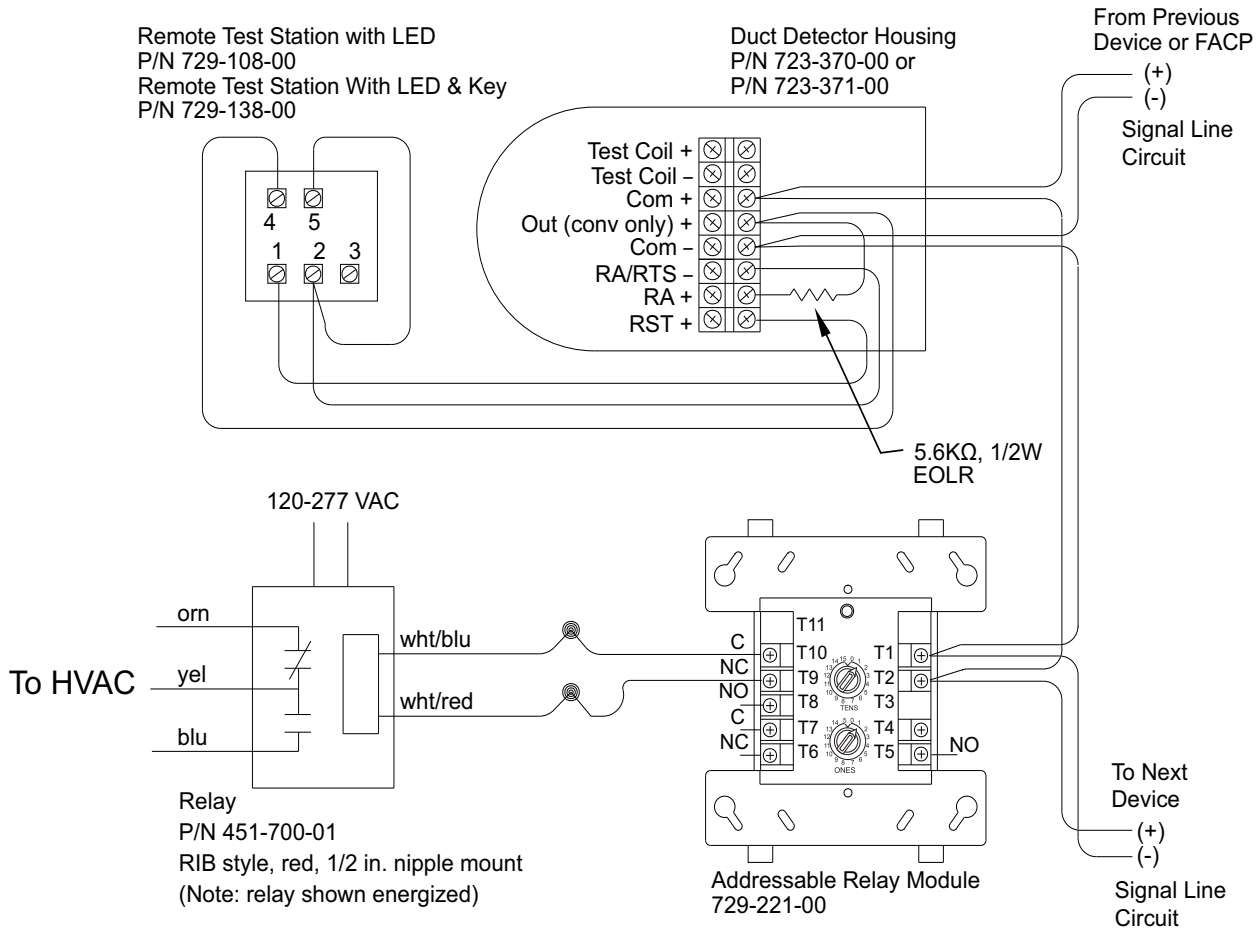 Remote Test Station with LED
P/N 729-108-00
Remote Test Station With LED & Key
P/N 729-138-00
Duct Detector Housing
P/N 723-370-00 or
P/N 723-371-00
From Previous
Device or FACP
(+)
(-)
Signal Line
Circuit
Test Coil +
Test Coil –
Com +
Out (conv only) +
Com –
RA/RTS –
RA +
RST +
4 5
1 2 3
5.6KΩ, 1/2W
EOLR
120-277 VAC
orn
To HVAC
yel
blu
wht/blu
wht/red
Relay
P/N 451-700-01
RIB style, red, 1/2 in. nipple mount
(Note: relay shown energized)
T11
C T10 T1
NC T9 T2
NO T8 T3
C T7 T4
NC T6 T5 NO
TENS
ONES
Addressable Relay Module
729-221-00
To Next
Device
(+)
(-)
Signal Line
Circuit